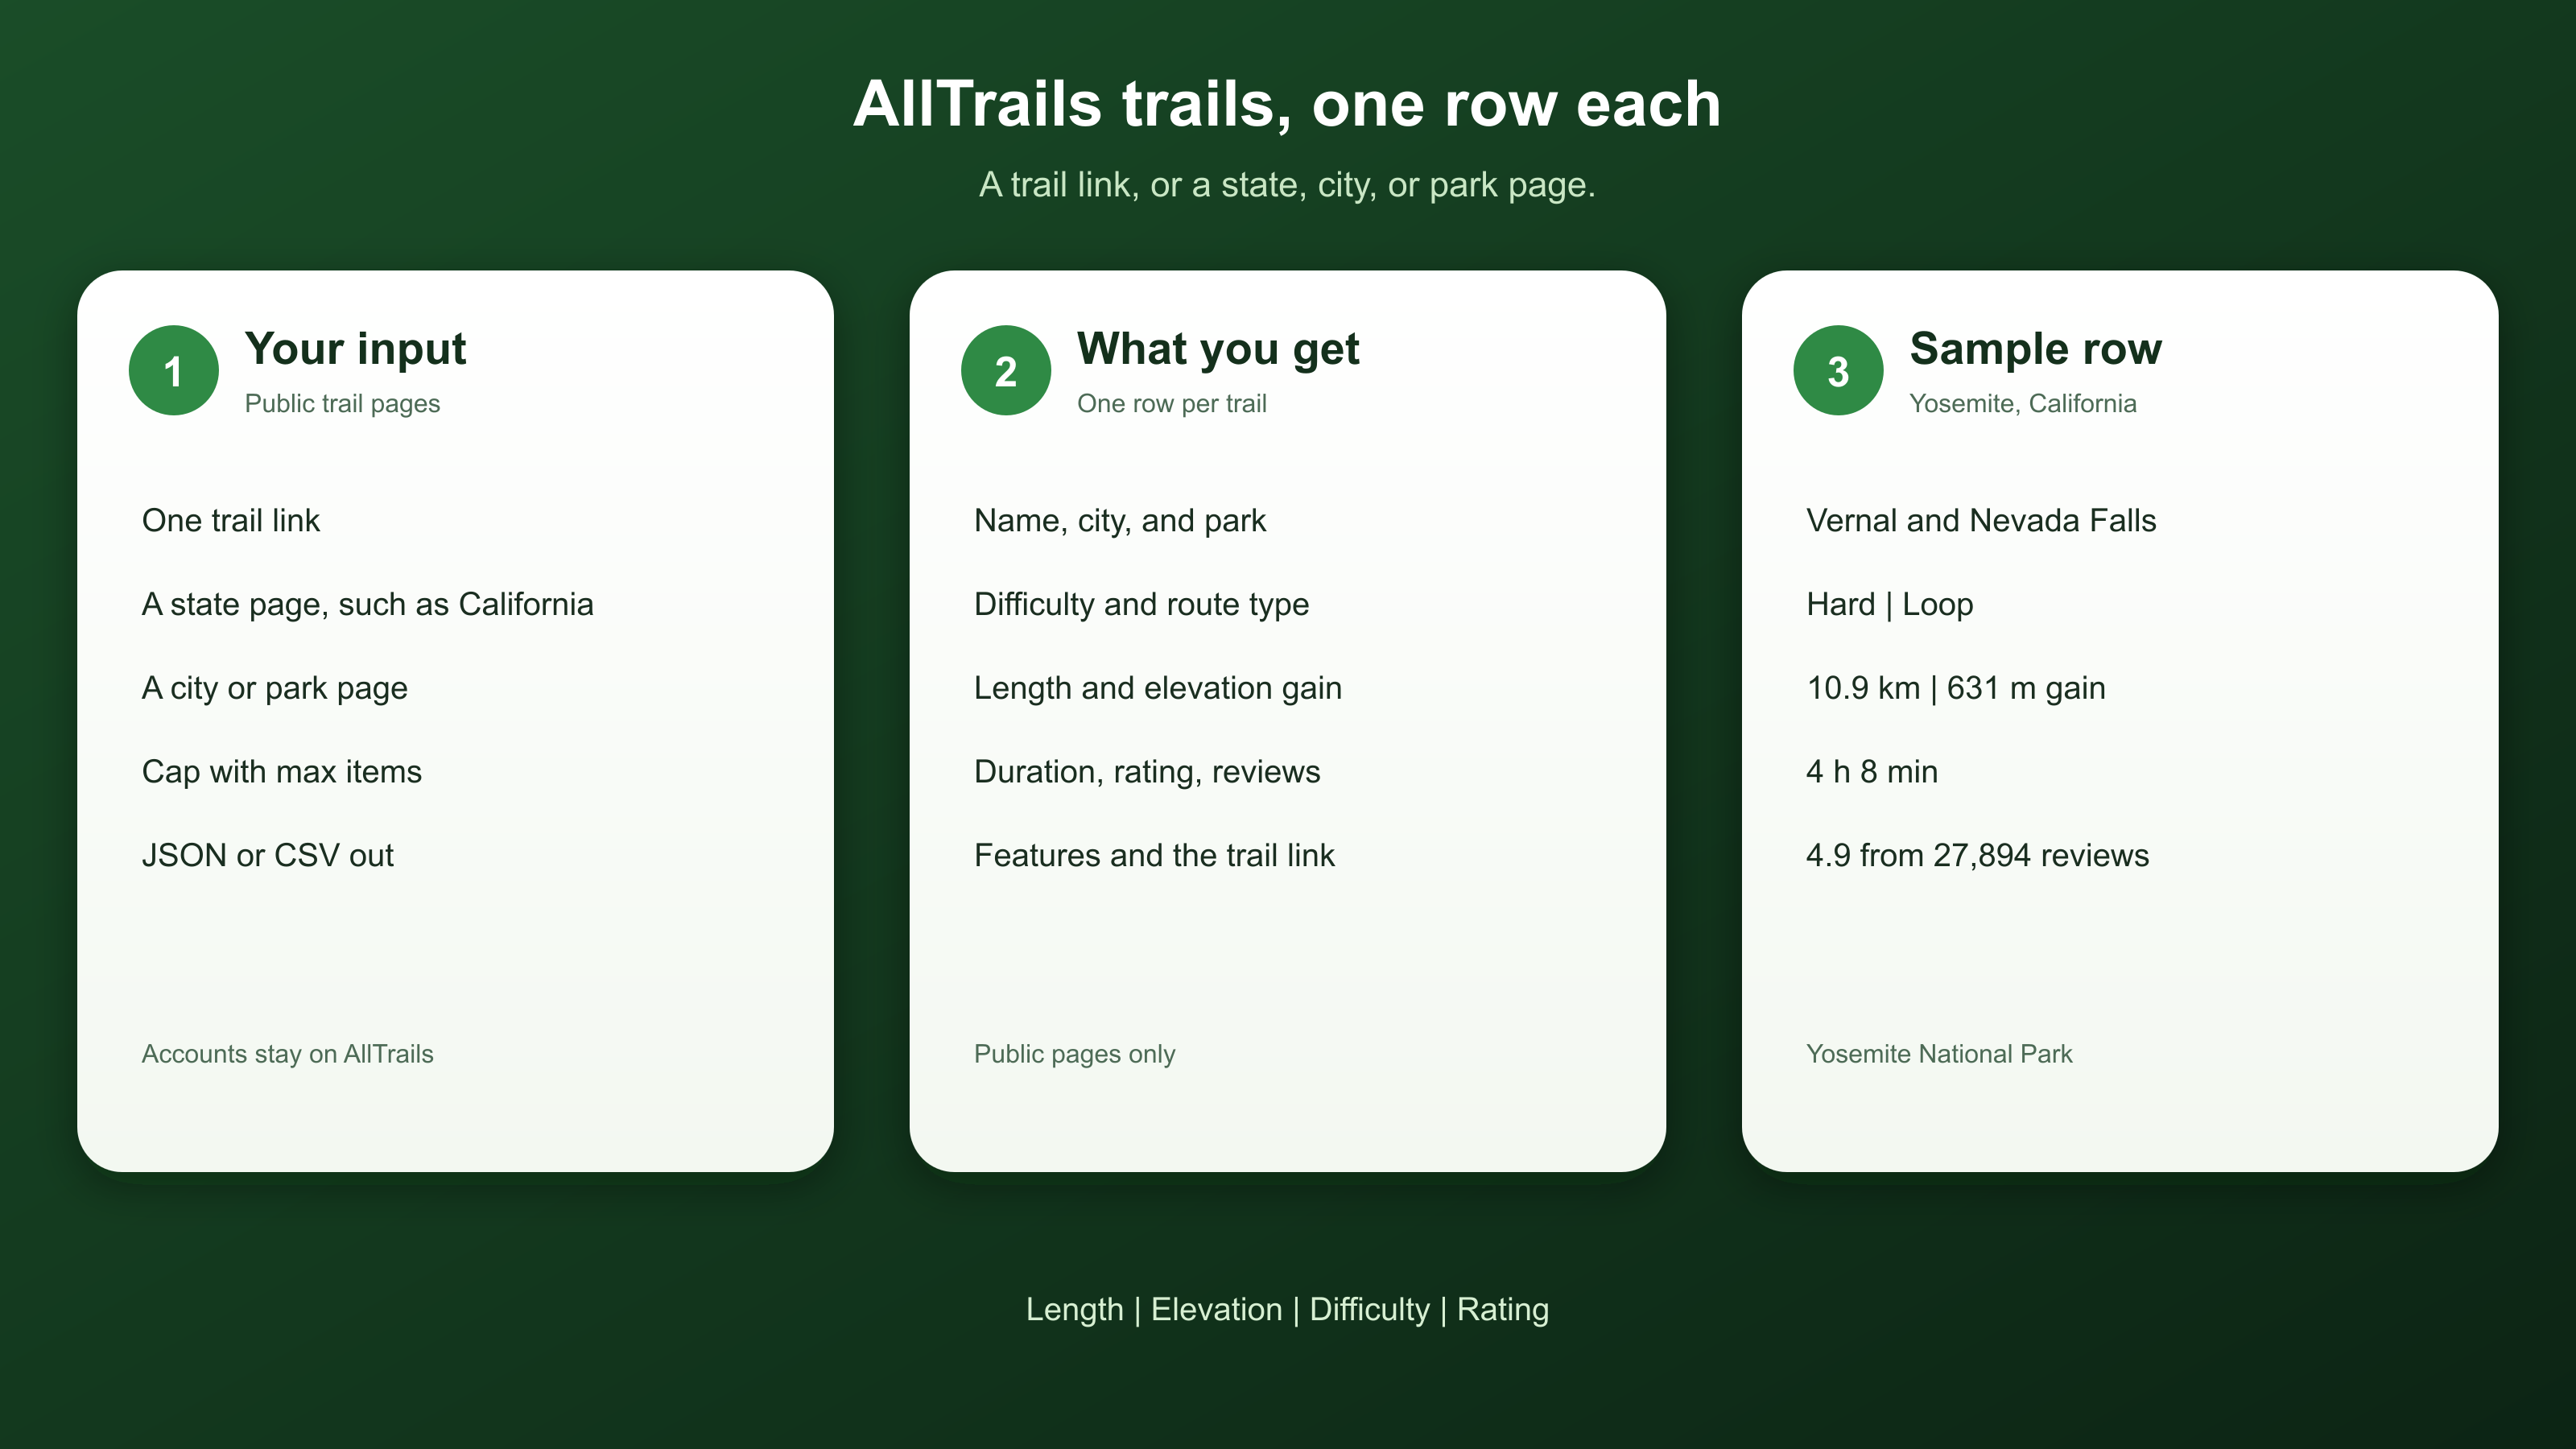 AllTrails trails, one row each
A trail link, or a state, city, or park page.
1
Your input
Public trail pages
One trail link
A state page, such as California
A city or park page
Cap with max items
JSON or CSV out
Accounts stay on AllTrails
2
What you get
One row per trail
Name, city, and park
Difficulty and route type
Length and elevation gain
Duration, rating, reviews
Features and the trail link
Public pages only
3
Sample row
Yosemite, California
Vernal and Nevada Falls
Hard | Loop
10.9 km | 631 m gain
4 h 8 min
4.9 from 27,894 reviews
Yosemite National Park
Length | Elevation | Difficulty | Rating